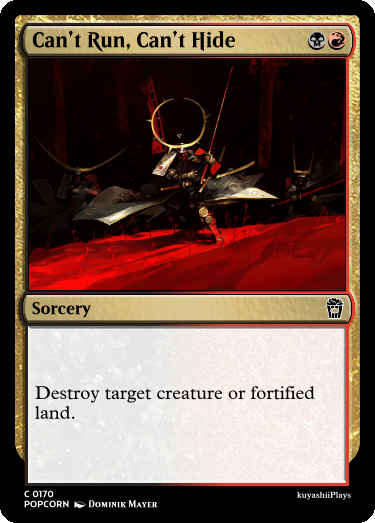 Can't Run, Can't Hide
Sorcery
Destroy target creature or fortified
land.
C 0170
POPCORN Dominik Mayer
kuyashiiPlays